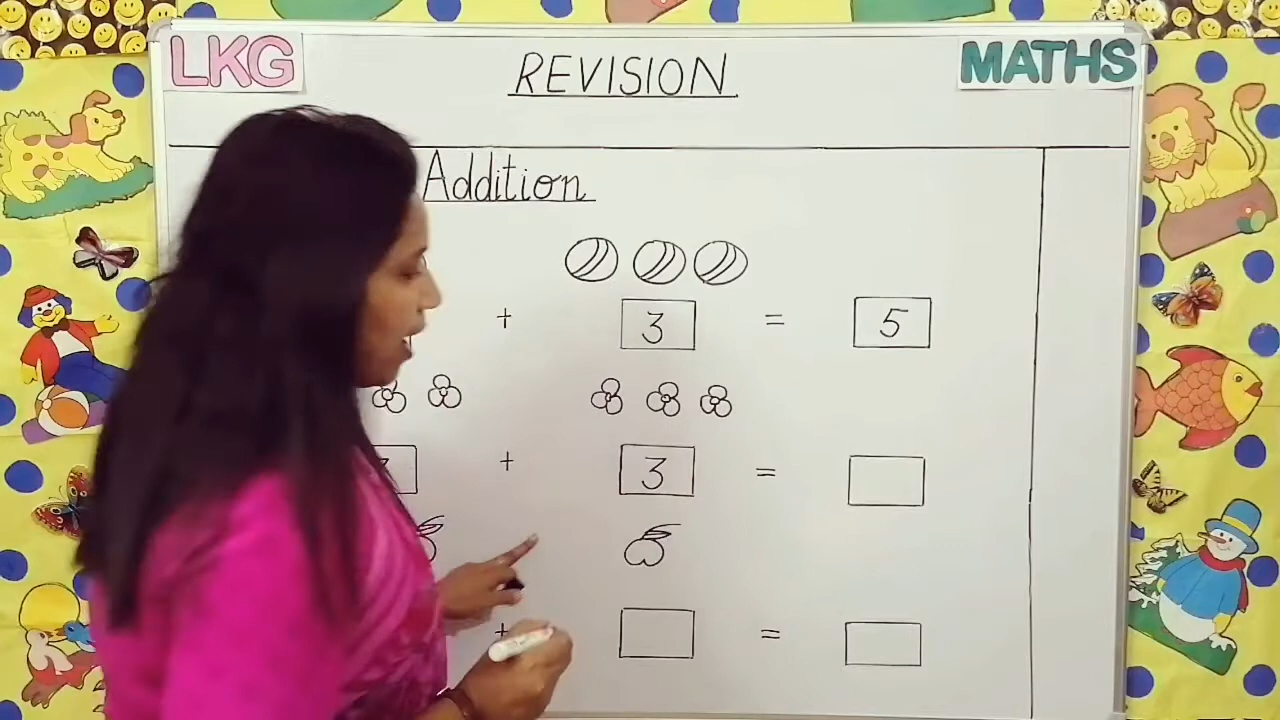 LKG REVISION MATHS
Addition
+ 3 = 5
+ 3 =
+ =